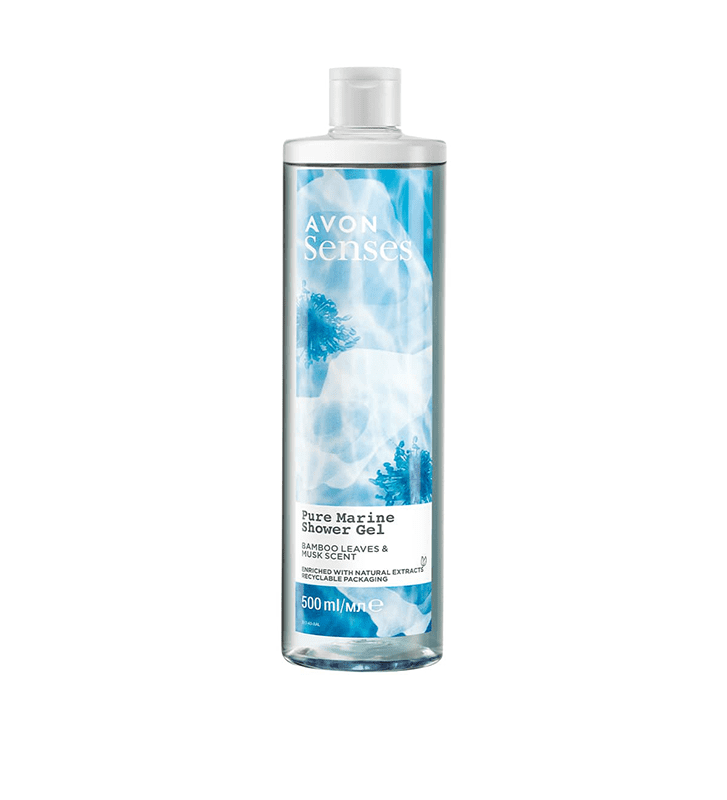 AVON
Senses
Pure Marine
Shower Gel
BAMBOO LEAVES &
MUSK SCENT
ENRICHED WITH NATURAL EXTRACTS
RECYCLABLE PACKAGING
500 ml/мл e